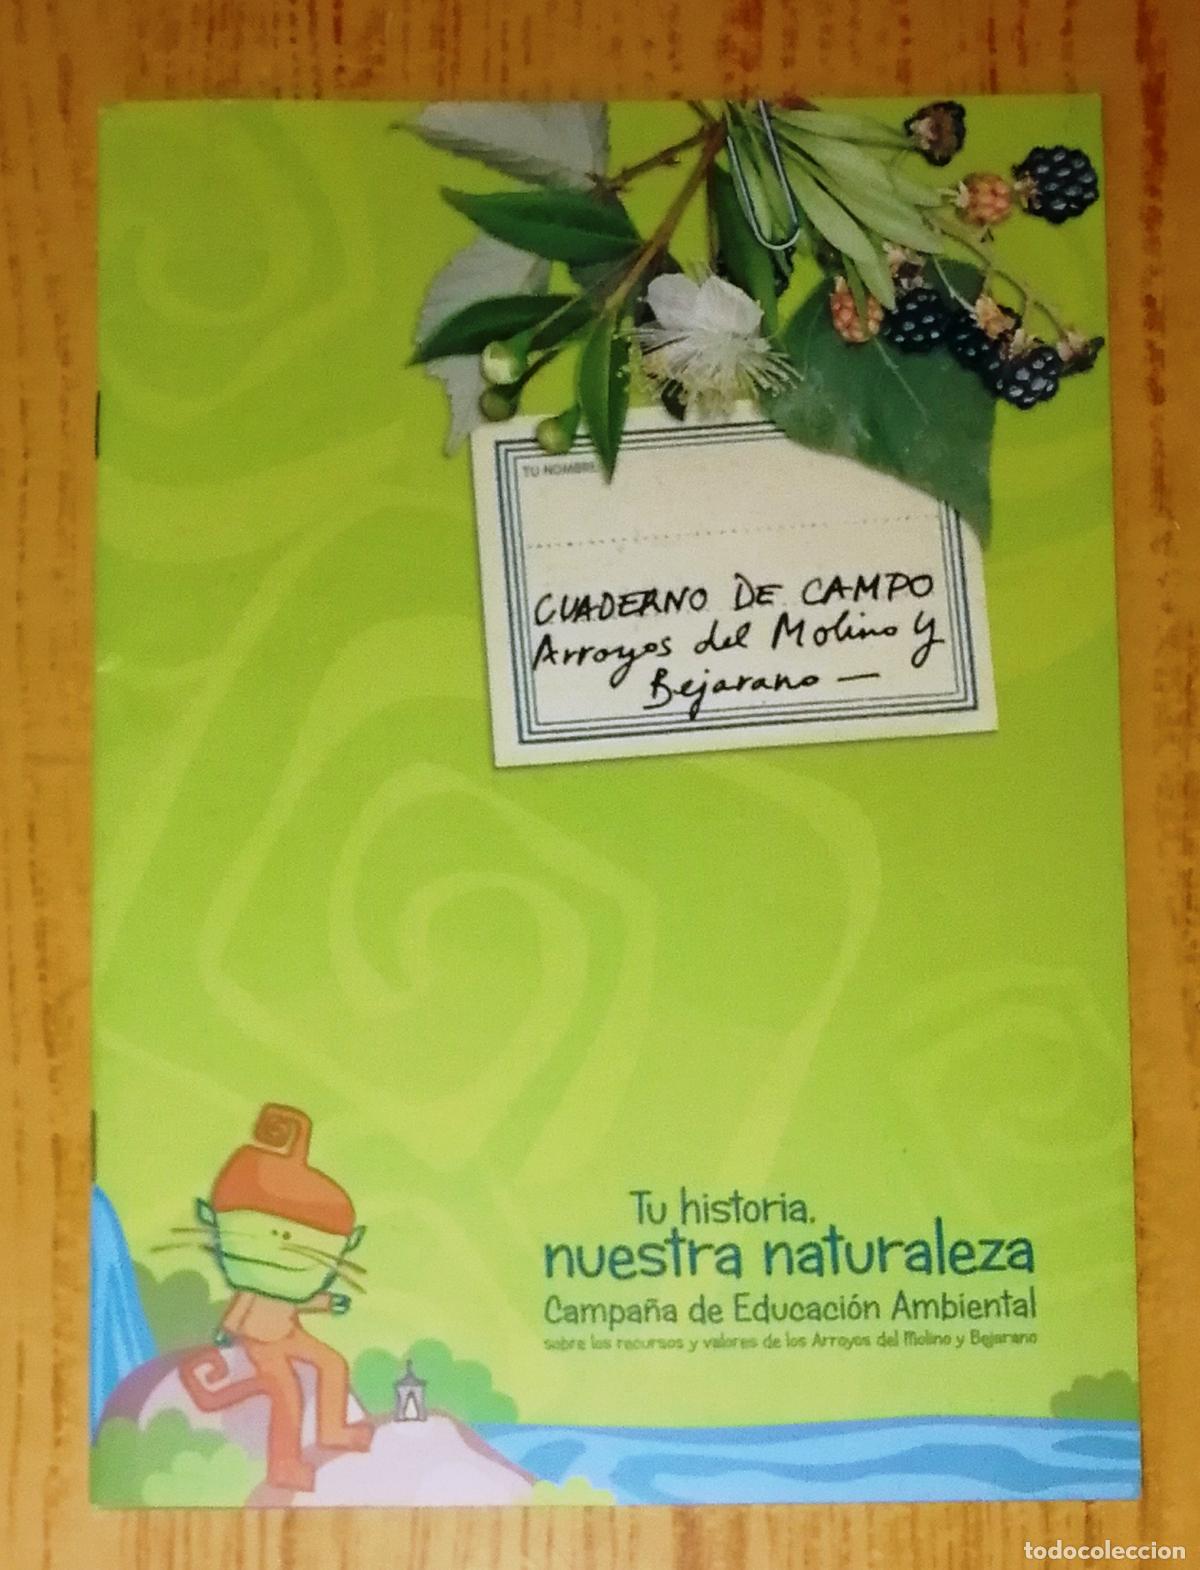 TU NOMBRE
CUADERNO DE CAMPO
Arroyos del Molino y
Bejarano —
Tu historia,
nuestra naturaleza
Campaña de Educación Ambiental
sobre los recursos y valores de los Arroyos del Molino y Bejarano
todocoleccion